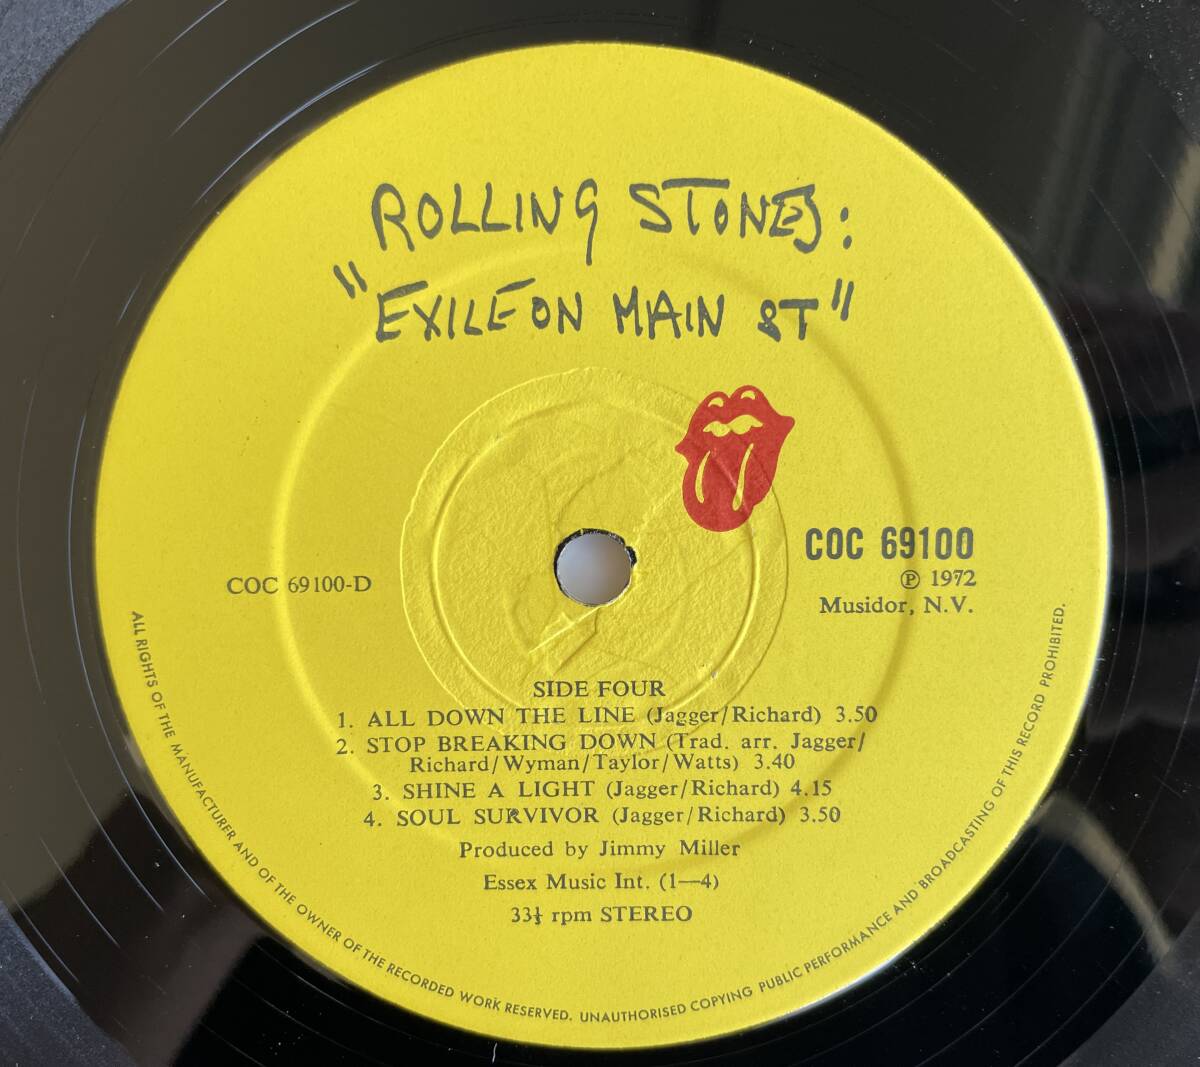 ROLLING STONES:
"EXILE ON MAIN ST"
COC 69100
℗ 1972
Musidor, N.V.
COC 69100-D
SIDE FOUR
1. ALL DOWN THE LINE (Jagger/Richard) 3.50
2. STOP BREAKING DOWN (Trad. arr. Jagger/
Richard/Wyman/Taylor/Watts) 3.40
3. SHINE A LIGHT (Jagger/Richard) 4.15
4. SOUL SURVIVOR (Jagger/Richard) 3.50
Produced by Jimmy Miller
Essex Music Int. (1—4)
33⅓ rpm STEREO
ALL RIGHTS OF THE MANUFACTURER AND OF THE OWNER OF THE RECORDED WORK RESERVED. UNAUTHORISED COPYING PUBLIC PERFORMANCE AND BROADCASTING OF THIS RECORD PROHIBITED.